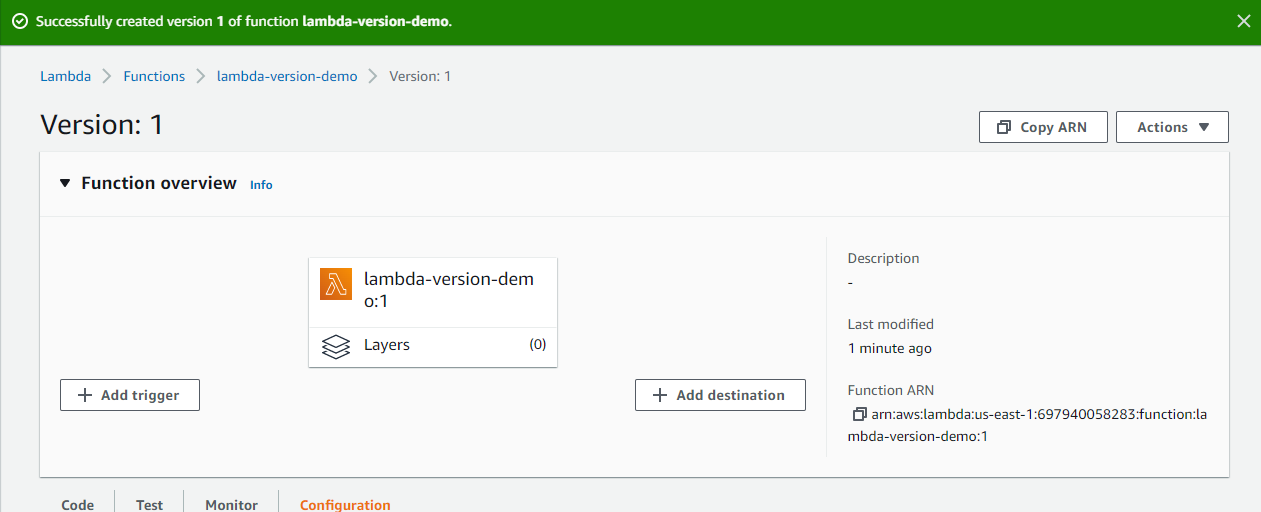 Successfully created version 1 of function lambda-version-demo.
Lambda > Functions > lambda-version-demo > Version: 1
Version: 1
Copy ARN
Actions
Function overview Info
lambda-version-dem
o:1
Layers (0)
Add trigger
Add destination
Description
-
Last modified
1 minute ago
Function ARN
arn:aws:lambda:us-east-1:697940058283:function:la
mbda-version-demo:1
Code Test Monitor Configuration